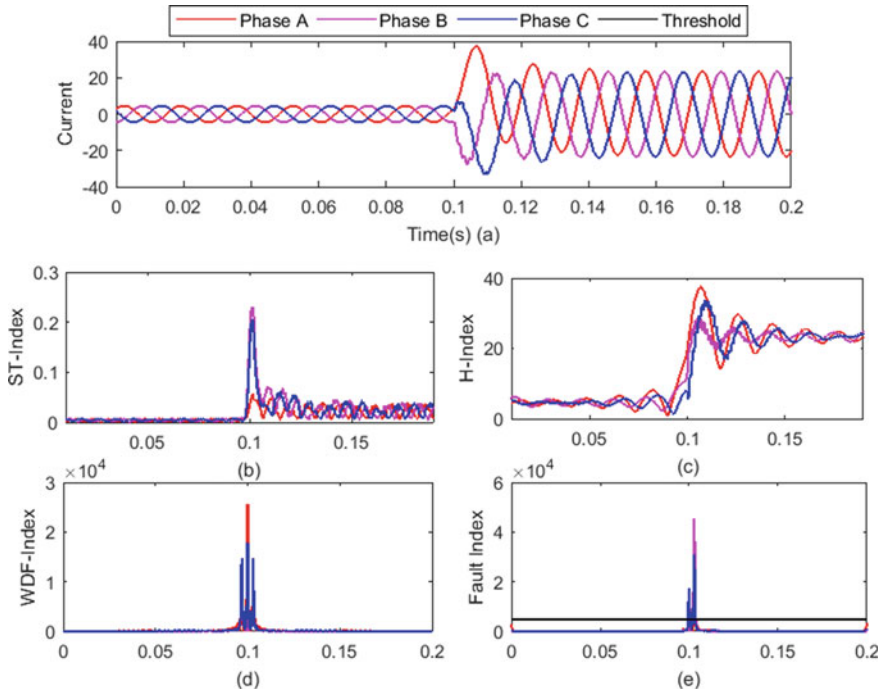 Phase A Phase B Phase C Threshold
40
20
0
-20
-40
Current
0 0.02 0.04 0.06 0.08 0.1 0.12 0.14 0.16 0.18 0.2
Time(s) (a)
0.3
0.2
0.1
0
ST-Index
0.05 0.1 0.15
(b)
40
20
0
H-Index
0.05 0.1 0.15
(c)
×10⁴
3
2
1
0
WDF-Index
0 0.05 0.1 0.15 0.2
(d)
×10⁴
6
4
2
0
Fault Index
0 0.05 0.1 0.15 0.2
(e)